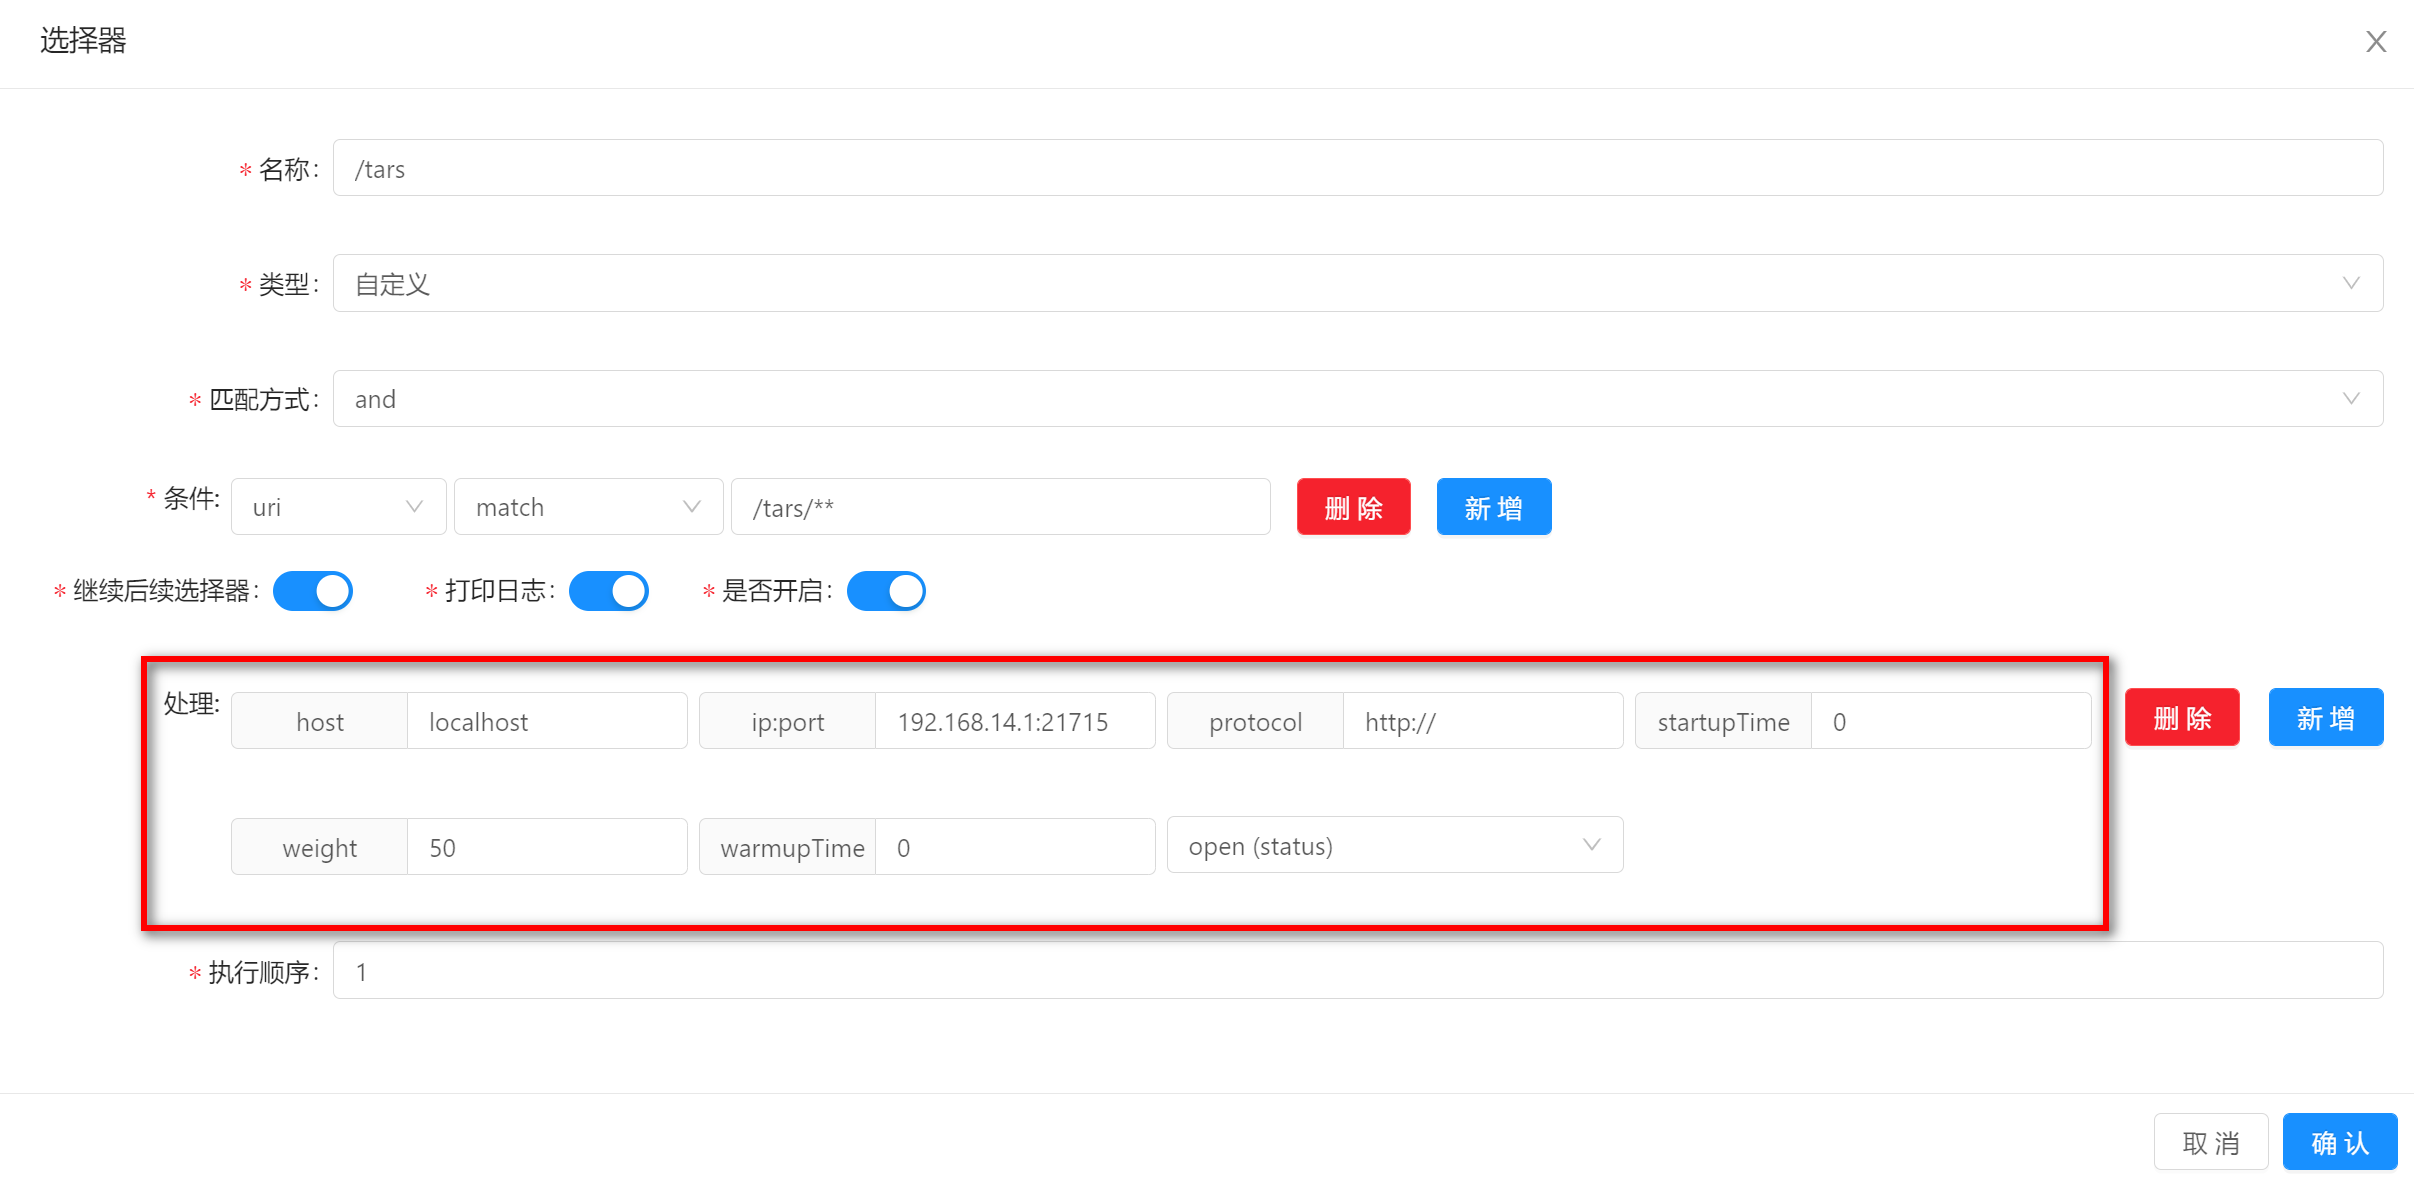 选择器
* 名称: /tars
* 类型: 自定义
* 匹配方式: and
* 条件: uri match /tars/** 删除 新增
* 继续后续选择器: * 打印日志: * 是否开启:
处理: host localhost ip:port 192.168.14.1:21715 protocol http:// startupTime 0 删除 新增
weight 50 warmupTime 0 open (status)
* 执行顺序: 1
取消 确认